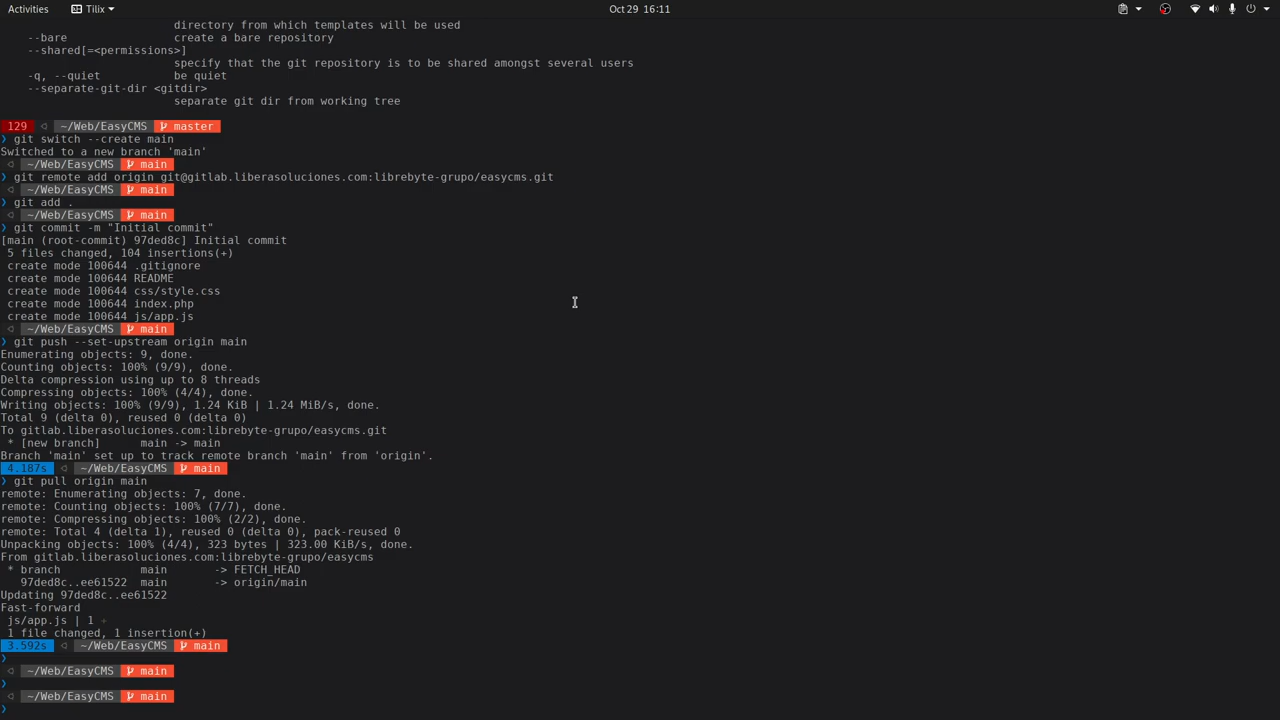 Activities Tilix Oct 29 16:11
directory from which templates will be used
--bare create a bare repository
--shared[=<permissions>]
specify that the git repository is to be shared amongst several users
-q, --quiet be quiet
--separate-git-dir <gitdir>
separate git dir from working tree
129 ~/Web/EasyCMS master
❯ git switch --create main
Switched to a new branch 'main'
~/Web/EasyCMS main
❯ git remote add origin git@gitlab.liberasoluciones.com:librebyte-grupo/easycms.git
~/Web/EasyCMS main
❯ git add .
~/Web/EasyCMS main
❯ git commit -m "Initial commit"
[main (root-commit) 97ded8c] Initial commit
5 files changed, 104 insertions(+)
create mode 100644 .gitignore
create mode 100644 README
create mode 100644 css/style.css
create mode 100644 index.php
create mode 100644 js/app.js
~/Web/EasyCMS main
❯ git push --set-upstream origin main
Enumerating objects: 9, done.
Counting objects: 100% (9/9), done.
Delta compression using up to 8 threads
Compressing objects: 100% (4/4), done.
Writing objects: 100% (9/9), 1.24 KiB | 1.24 MiB/s, done.
Total 9 (delta 0), reused 0 (delta 0)
To gitlab.liberasoluciones.com:librebyte-grupo/easycms.git
* [new branch] main -> main
Branch 'main' set up to track remote branch 'main' from 'origin'.
4.187s ~/Web/EasyCMS main
❯ git pull origin main
remote: Enumerating objects: 7, done.
remote: Counting objects: 100% (7/7), done.
remote: Compressing objects: 100% (2/2), done.
remote: Total 4 (delta 1), reused 0 (delta 0), pack-reused 0
Unpacking objects: 100% (4/4), 323 bytes | 323.00 KiB/s, done.
From gitlab.liberasoluciones.com:librebyte-grupo/easycms
* branch main -> FETCH_HEAD
97ded8c..ee61522 main -> origin/main
Updating 97ded8c..ee61522
Fast-forward
js/app.js | 1 +
1 file changed, 1 insertion(+)
3.592s ~/Web/EasyCMS main
❯
~/Web/EasyCMS main
❯
~/Web/EasyCMS main
❯